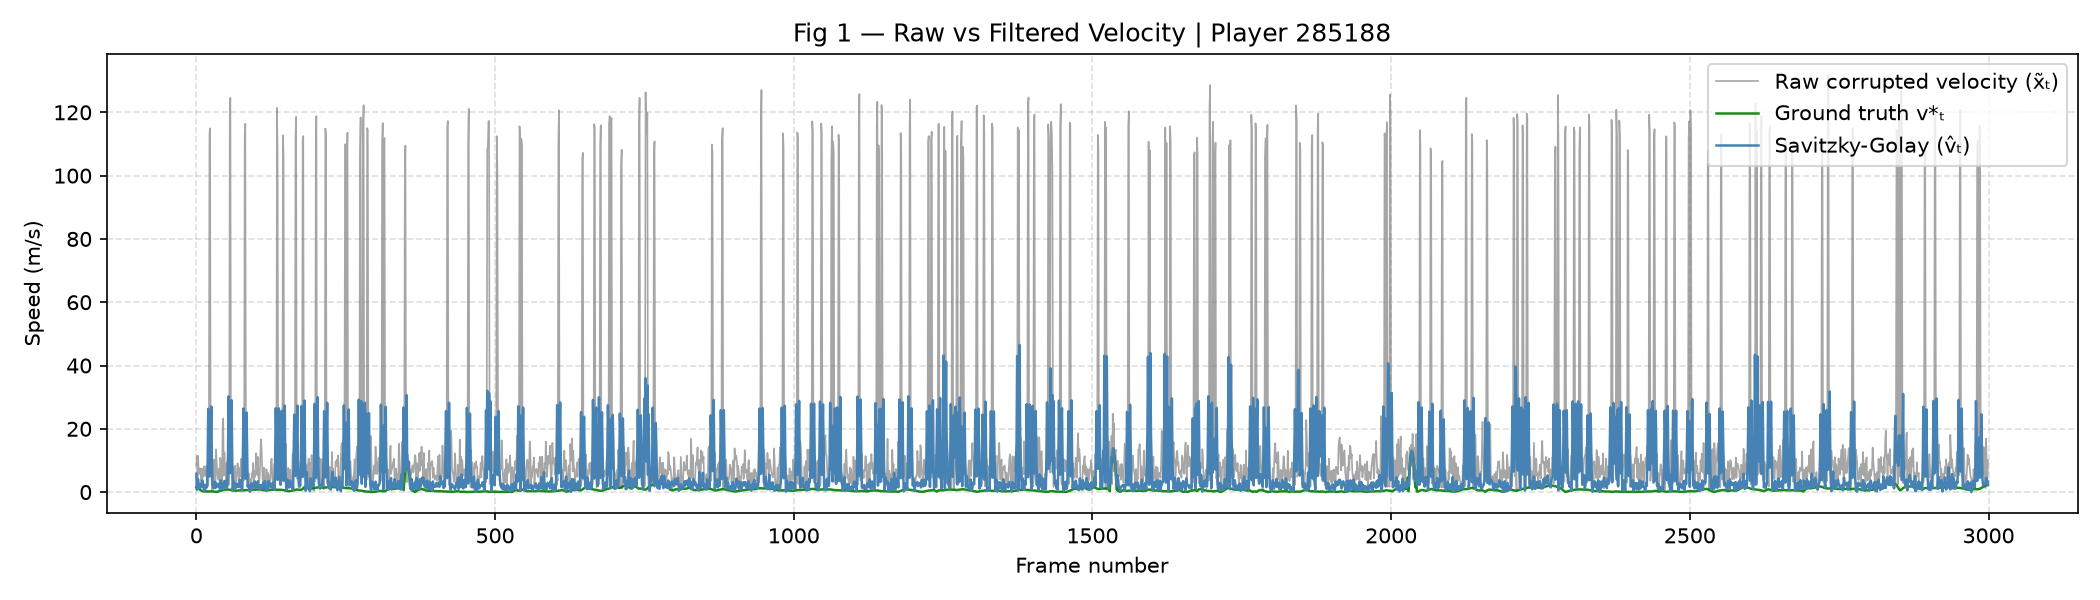 Fig 1 — Raw vs Filtered Velocity | Player 285188
Raw corrupted velocity (x̃ₜ)
Ground truth v*ₜ
Savitzky-Golay (v̂ₜ)
Speed (m/s)
120
100
80
60
40
20
0
0 500 1000 1500 2000 2500 3000
Frame number